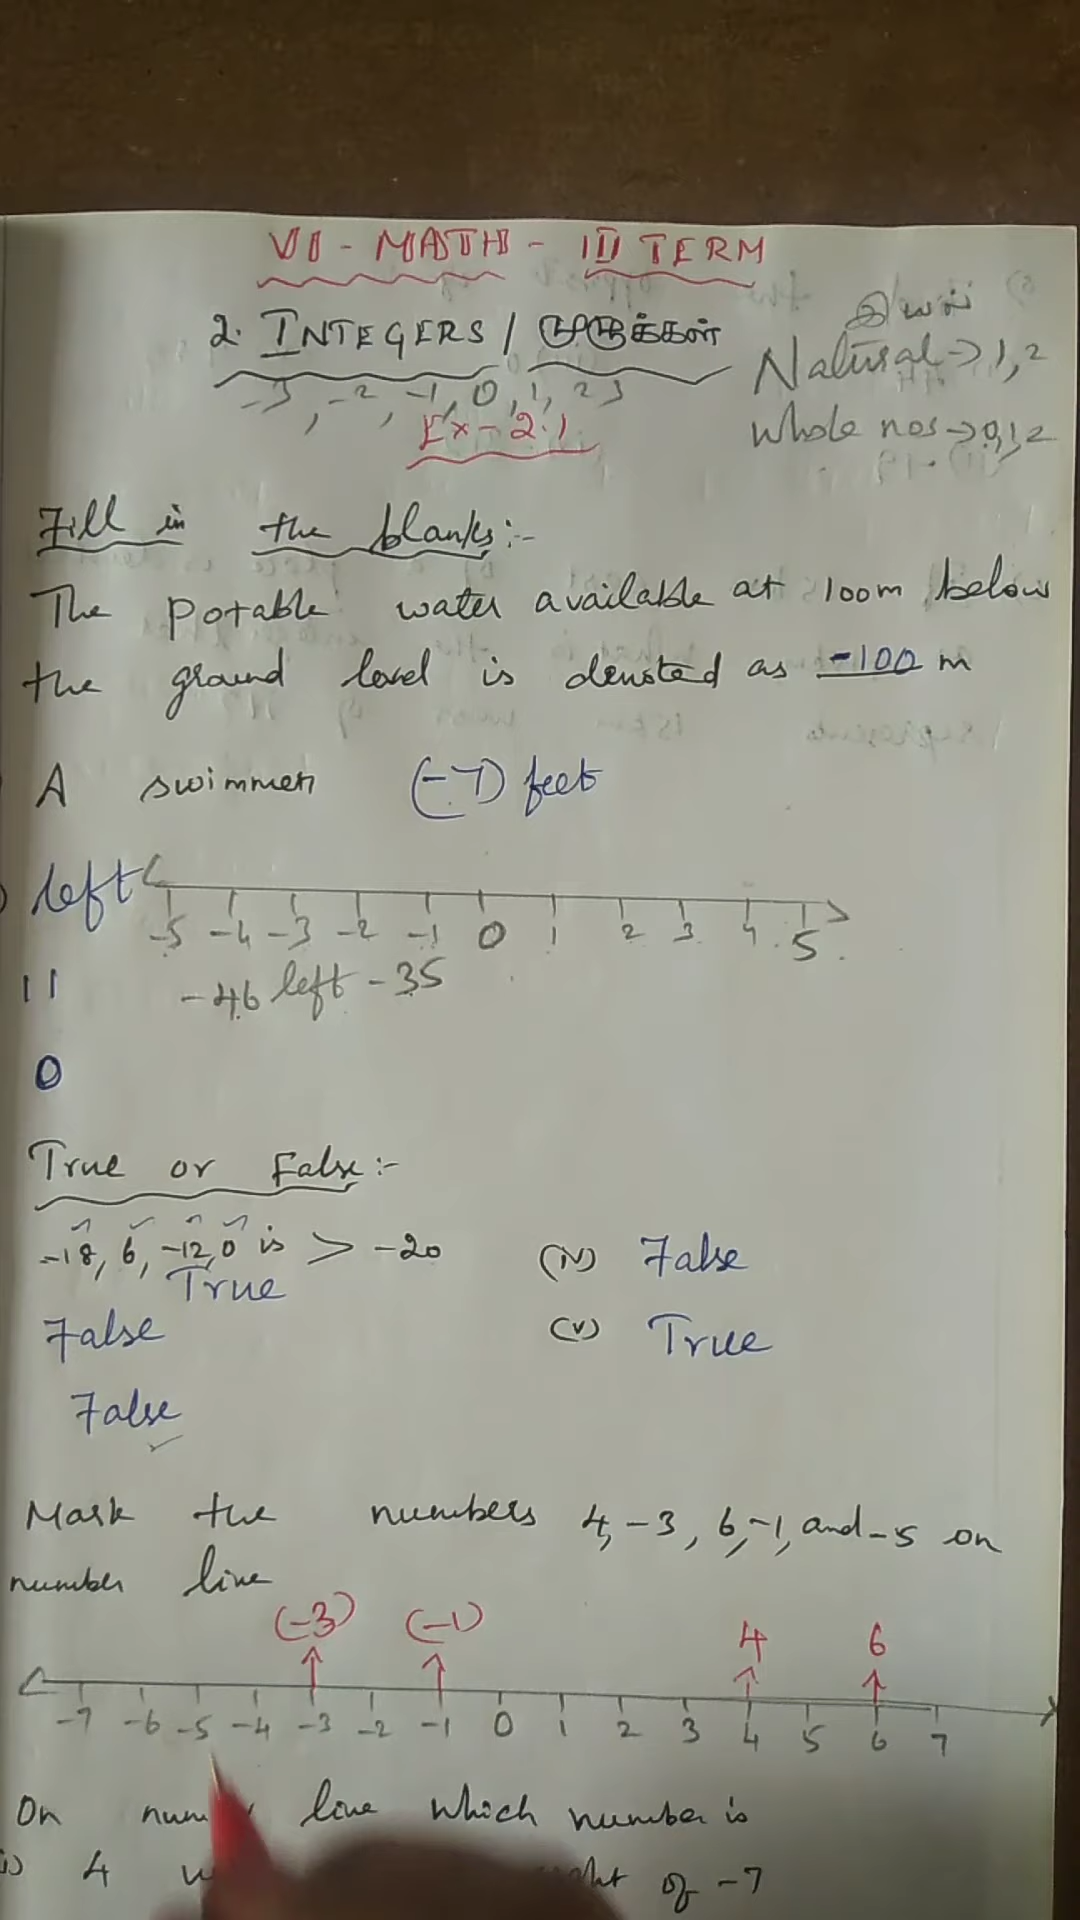 VI - MATH - III TERM
2. INTEGERS / முழுக்கள்
இயல்
Natural → 1, 2
-3, -2, -1, 0, 1, 2 3
Whole nos → 0, 1, 2
Ex - 2.1
Fill in the blanks :-
The potable water available at 100m below
the ground level is denoted as -100 m
A swimmer (-7) feet
left
-5 -4 -3 -2 -1 0 1 2 3 4 5
11 -46 left -35
0
True or False :-
-18, 6, -12, 0 is > -20
True
(iv) False
False
(v) True
False
Mark the numbers 4, -3, 6, -1, and -5 on
number line
(-3) (-1) 4 6
-7 -6 -5 -4 -3 -2 -1 0 1 2 3 4 5 6 7
On line which number is
4 of -7